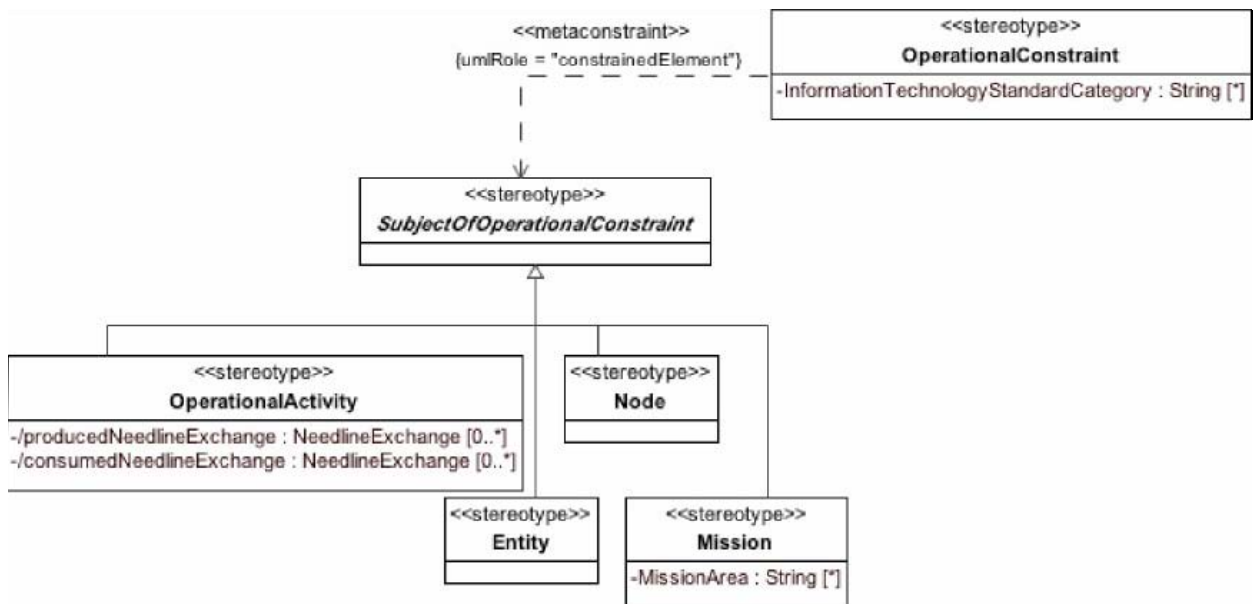 <<metaconstraint>>
{umlRole = "constrainedElement"}
<<stereotype>>
OperationalConstraint
-InformationTechnologyStandardCategory : String [*]
<<stereotype>>
SubjectOfOperationalConstraint
<<stereotype>>
OperationalActivity
-/producedNeedlineExchange : NeedlineExchange [0..*]
-/consumedNeedlineExchange : NeedlineExchange [0..*]
<<stereotype>>
Node
<<stereotype>>
Entity
<<stereotype>>
Mission
-MissionArea : String [*]